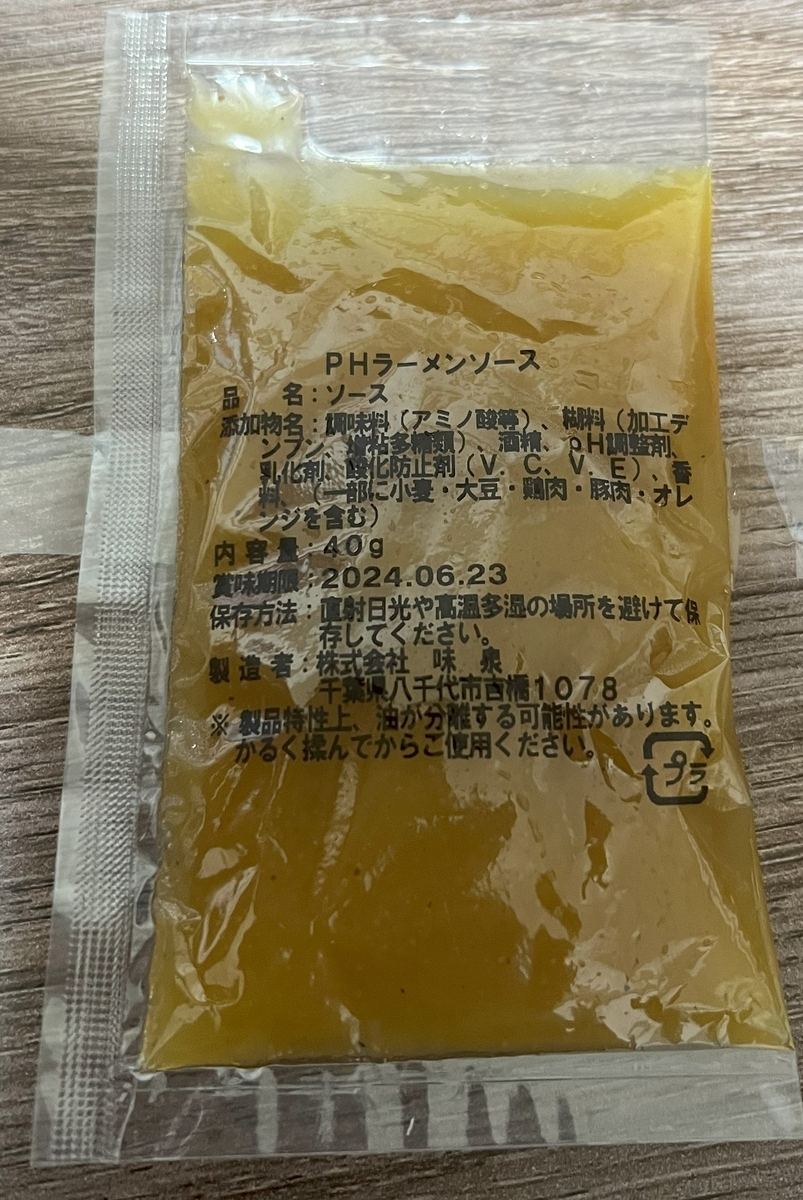 PHラーメンソース
品　名：ソース
添加物名：調味料（アミノ酸等）、糊料（加工デ
ンプン、増粘多糖類）、酒精、pH調整剤、
乳化剤、酸化防止剤（V．C、V．E）、香
料、（一部に小麦・大豆・鶏肉・豚肉・オレ
ンジを含む）
内容量：40g
賞味期限：2024.06.23
保存方法：直射日光や高温多湿の場所を避けて保
存してください。
製造者：株式会社　味　泉
千葉県八千代市吉橋1078
※製品特性上、油が分離する可能性があります。
かるく揉んでからご使用ください。
プラ